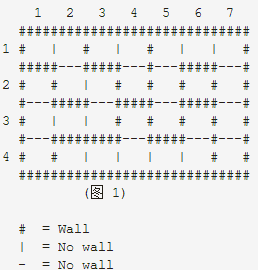 1 2 3 4 5 6 7
#############################
1 #   |   #   |   #   |   |   #
#####---#####---#---#####---#
2 #   #   |   #   #   #   #   #
#---#####---#####---#####---#
3 #   |   |   #   #   #   #   #
#---#########---#####---#---#
4 #   #   |   |   |   |   #   #
#############################
(图 1)
# = Wall
| = No wall
- = No wall